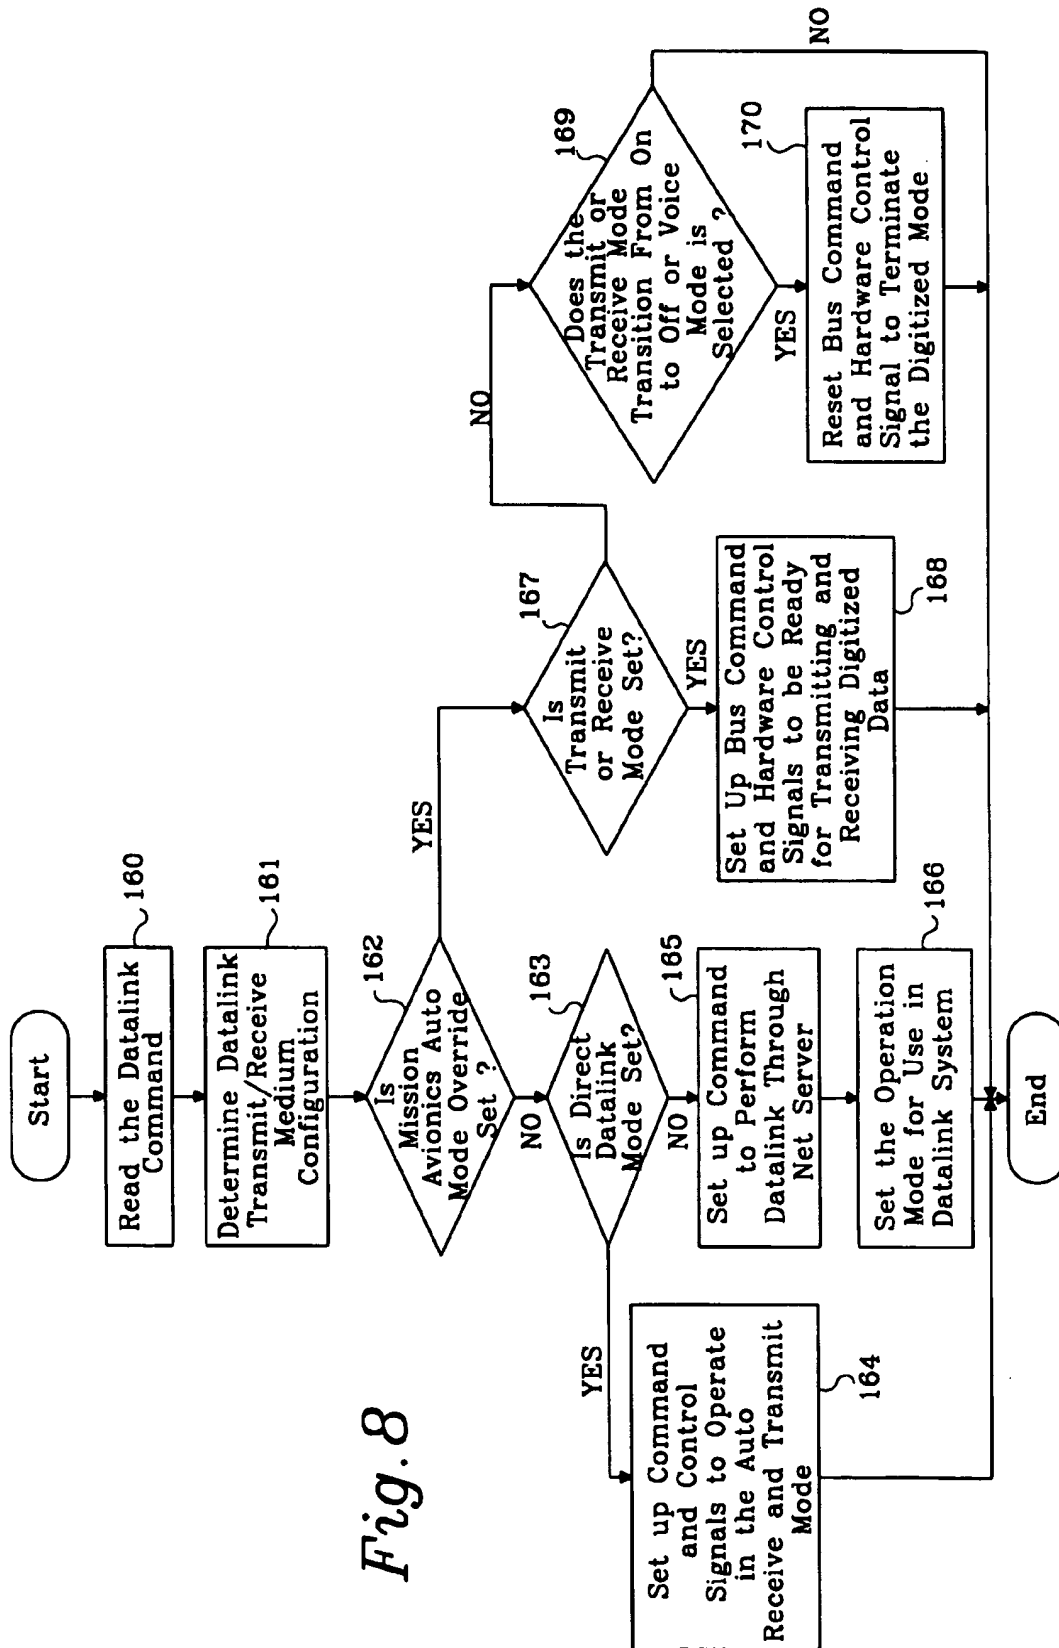 Start
Read the Datalink
Command
160
Determine Datalink
Transmit/Receive
Medium
Configuration
161
Is
Mission
Avionics Auto
Mode Override
Set ?
162
YES
NO
Is Direct
Datalink
Mode Set?
163
YES
NO
Set up Command
and Control
Signals to Operate
in the Auto
Receive and Transmit
Mode
164
Set up Command
to Perform
Datalink Through
Net Server
165
Set the Operation
Mode for Use in
Datalink System
166
Is
Transmit
or Receive
Mode Set?
167
NO
YES
Set Up Bus Command
and Hardware Control
Signals to be Ready
for Transmitting and
Receiving Digitized
Data
168
Does the
Transmit or
Receive Mode
Transition From On
to Off or Voice
Mode is
Selected ?
169
NO
YES
Reset Bus Command
and Hardware Control
Signal to Terminate
the Digitized Mode
170
End
Fig. 8